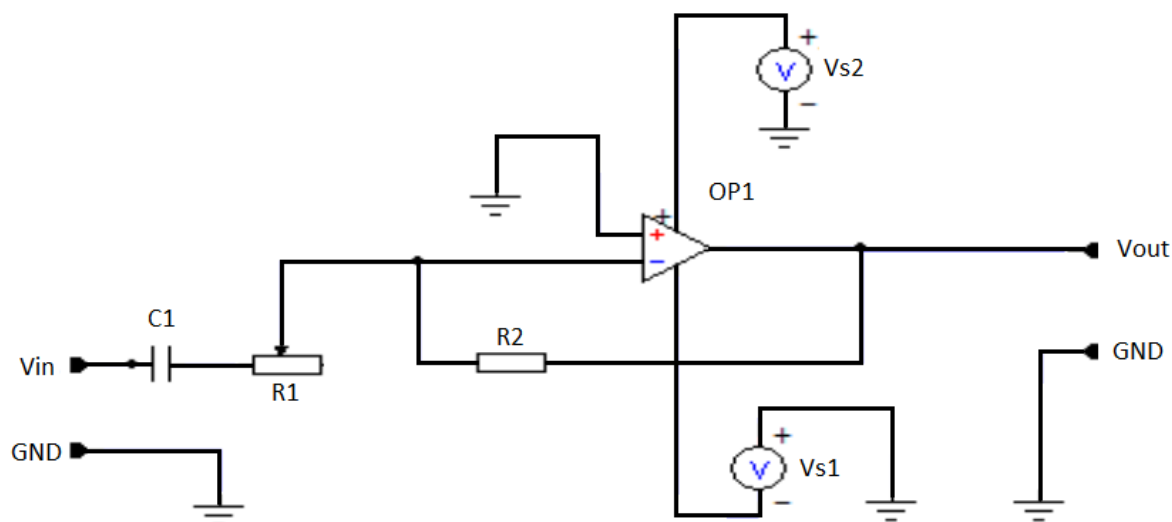 +
V
Vs2
−
OP1
+
+
−
Vout
C1
R2
Vin
R1
GND
GND
+
V
Vs1
−